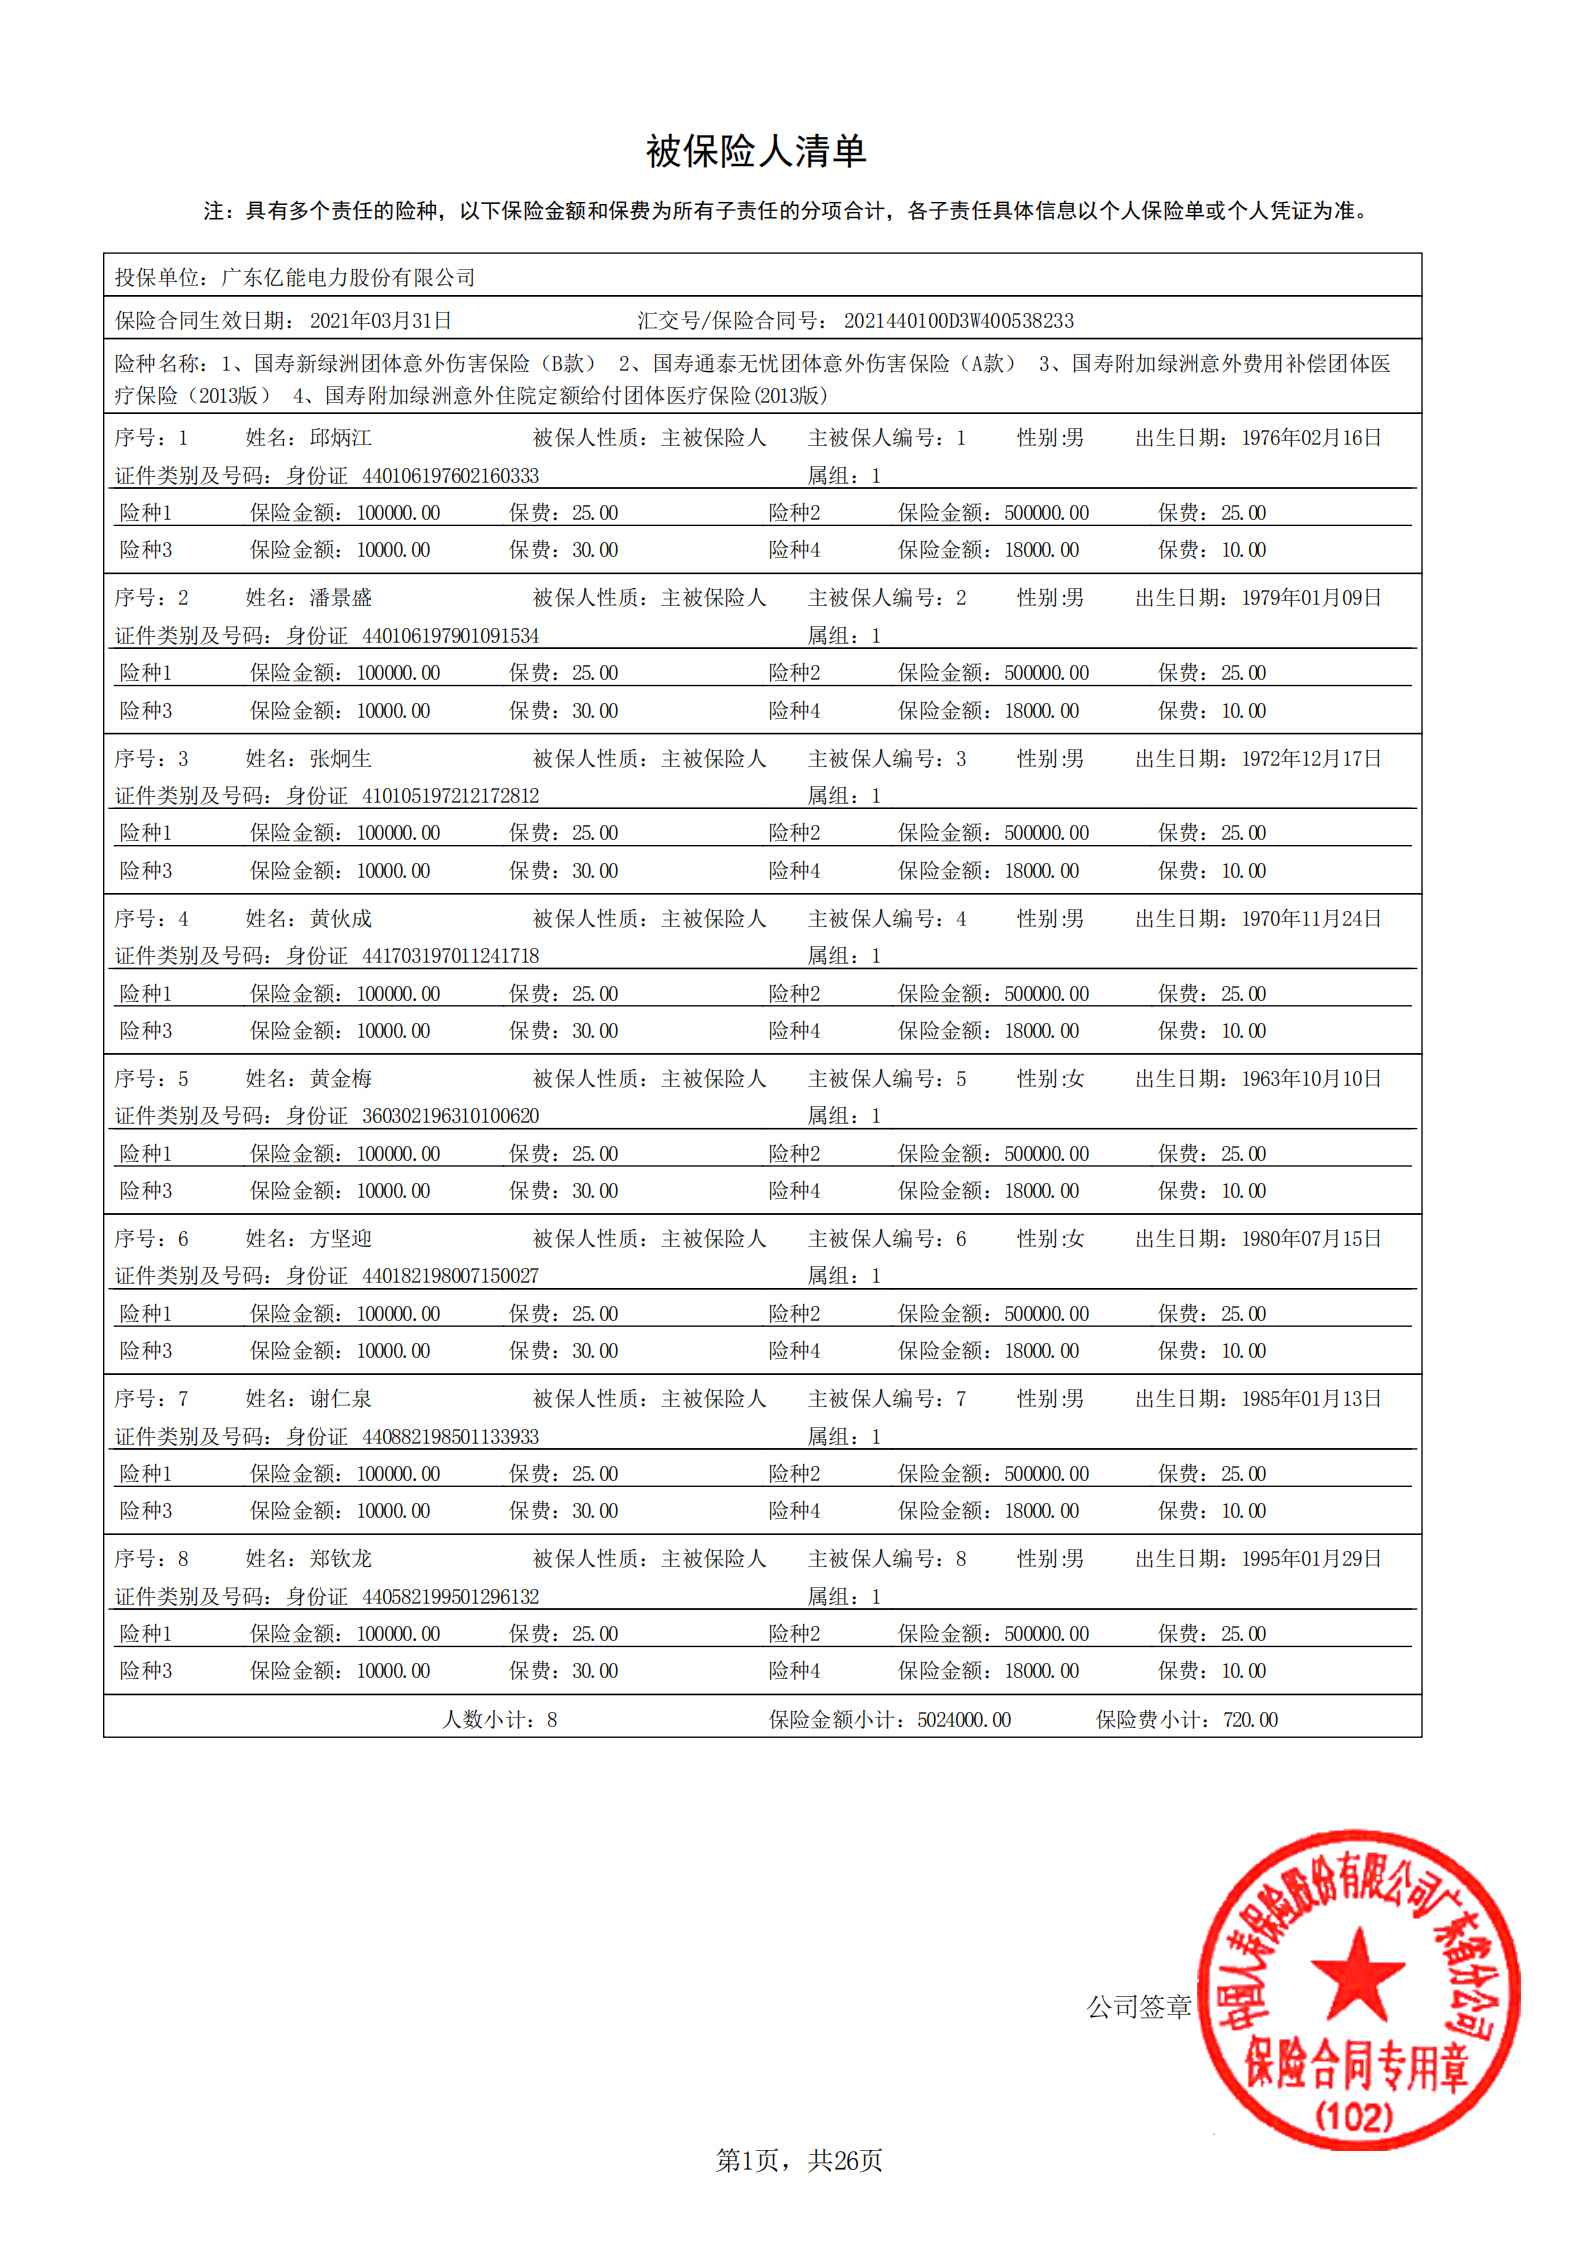 被保险人清单
注：具有多个责任的险种，以下保险金额和保费为所有子责任的分项合计，各子责任具体信息以个人保险单或个人凭证为准。
投保单位：广东亿能电力股份有限公司
保险合同生效日期： 2021年03月31日 汇交号/保险合同号： 2021440100D3W400538233
险种名称：1、国寿新绿洲团体意外伤害保险（B款） 2、国寿通泰无忧团体意外伤害保险（A款） 3、国寿附加绿洲意外费用补偿团体医
疗保险（2013版） 4、国寿附加绿洲意外住院定额给付团体医疗保险(2013版)
序号：1 姓名：邱炳江 被保人性质：主被保险人 主被保人编号：1 性别:男 出生日期：1976年02月16日
证件类别及号码：身份证 440106197602160333 属组：1
险种1 保险金额：100000.00 保费：25.00 险种2 保险金额：500000.00 保费：25.00
险种3 保险金额：10000.00 保费：30.00 险种4 保险金额：18000.00 保费：10.00
序号：2 姓名：潘景盛 被保人性质：主被保险人 主被保人编号：2 性别:男 出生日期：1979年01月09日
证件类别及号码：身份证 440106197901091534 属组：1
险种1 保险金额：100000.00 保费：25.00 险种2 保险金额：500000.00 保费：25.00
险种3 保险金额：10000.00 保费：30.00 险种4 保险金额：18000.00 保费：10.00
序号：3 姓名：张炯生 被保人性质：主被保险人 主被保人编号：3 性别:男 出生日期：1972年12月17日
证件类别及号码：身份证 410105197212172812 属组：1
险种1 保险金额：100000.00 保费：25.00 险种2 保险金额：500000.00 保费：25.00
险种3 保险金额：10000.00 保费：30.00 险种4 保险金额：18000.00 保费：10.00
序号：4 姓名：黄伙成 被保人性质：主被保险人 主被保人编号：4 性别:男 出生日期：1970年11月24日
证件类别及号码：身份证 441703197011241718 属组：1
险种1 保险金额：100000.00 保费：25.00 险种2 保险金额：500000.00 保费：25.00
险种3 保险金额：10000.00 保费：30.00 险种4 保险金额：18000.00 保费：10.00
序号：5 姓名：黄金梅 被保人性质：主被保险人 主被保人编号：5 性别:女 出生日期：1963年10月10日
证件类别及号码：身份证 360302196310100620 属组：1
险种1 保险金额：100000.00 保费：25.00 险种2 保险金额：500000.00 保费：25.00
险种3 保险金额：10000.00 保费：30.00 险种4 保险金额：18000.00 保费：10.00
序号：6 姓名：方坚迎 被保人性质：主被保险人 主被保人编号：6 性别:女 出生日期：1980年07月15日
证件类别及号码：身份证 440182198007150027 属组：1
险种1 保险金额：100000.00 保费：25.00 险种2 保险金额：500000.00 保费：25.00
险种3 保险金额：10000.00 保费：30.00 险种4 保险金额：18000.00 保费：10.00
序号：7 姓名：谢仁泉 被保人性质：主被保险人 主被保人编号：7 性别:男 出生日期：1985年01月13日
证件类别及号码：身份证 440882198501133933 属组：1
险种1 保险金额：100000.00 保费：25.00 险种2 保险金额：500000.00 保费：25.00
险种3 保险金额：10000.00 保费：30.00 险种4 保险金额：18000.00 保费：10.00
序号：8 姓名：郑钦龙 被保人性质：主被保险人 主被保人编号：8 性别:男 出生日期：1995年01月29日
证件类别及号码：身份证 440582199501296132 属组：1
险种1 保险金额：100000.00 保费：25.00 险种2 保险金额：500000.00 保费：25.00
险种3 保险金额：10000.00 保费：30.00 险种4 保险金额：18000.00 保费：10.00
人数小计：8 保险金额小计：5024000.00 保险费小计：720.00
中国人寿保险股份有限公司广东省分公司
公司签章
保险合同专用章
(102)
第1页，共26页